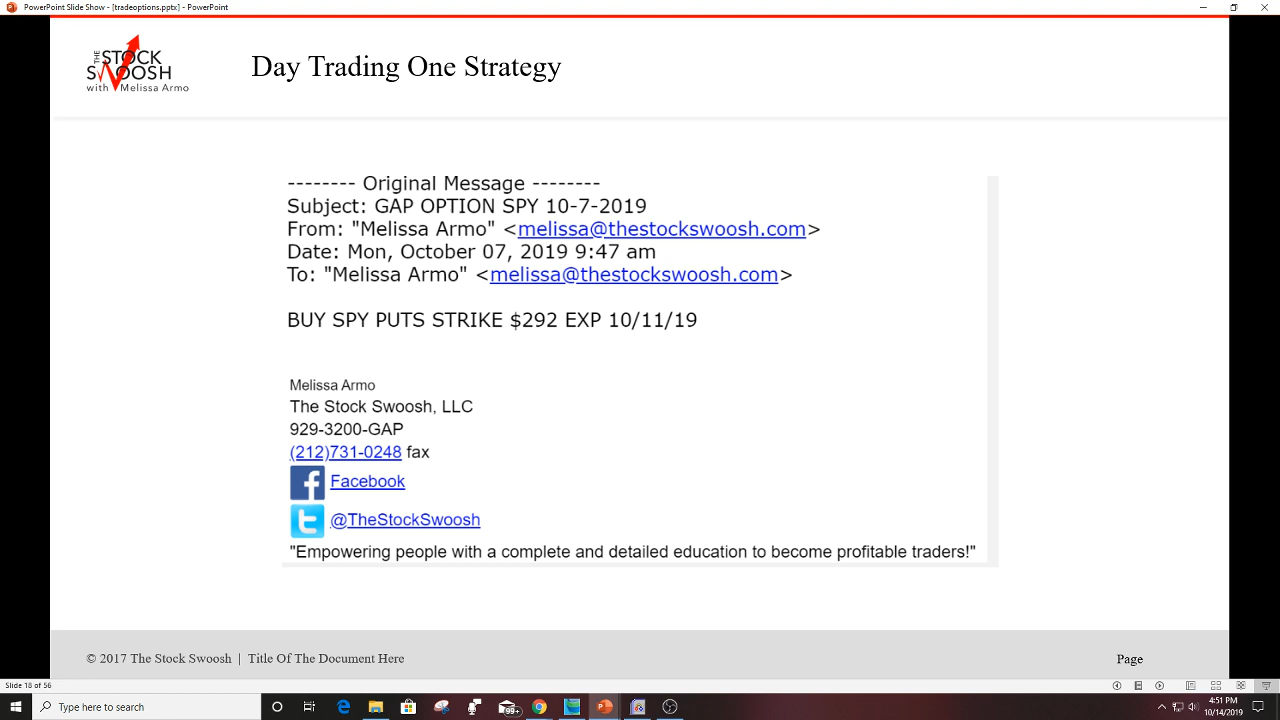 PowerPoint Slide Show - [tradeoptions.pptx] - PowerPoint
THE
STOCK
SWOOSH
with Melissa Armo
Day Trading One Strategy
-------- Original Message --------
Subject: GAP OPTION SPY 10-7-2019
From: "Melissa Armo" <melissa@thestockswoosh.com>
Date: Mon, October 07, 2019 9:47 am
To: "Melissa Armo" <melissa@thestockswoosh.com>
BUY SPY PUTS STRIKE $292 EXP 10/11/19
Melissa Armo
The Stock Swoosh, LLC
929-3200-GAP
(212)731-0248 fax
Facebook
@TheStockSwoosh
"Empowering people with a complete and detailed education to become profitable traders!"
© 2017 The Stock Swoosh | Title Of The Document Here
Page
Slide 18 of 56
Type here to search
99+
4:51 PM
10/14/2019